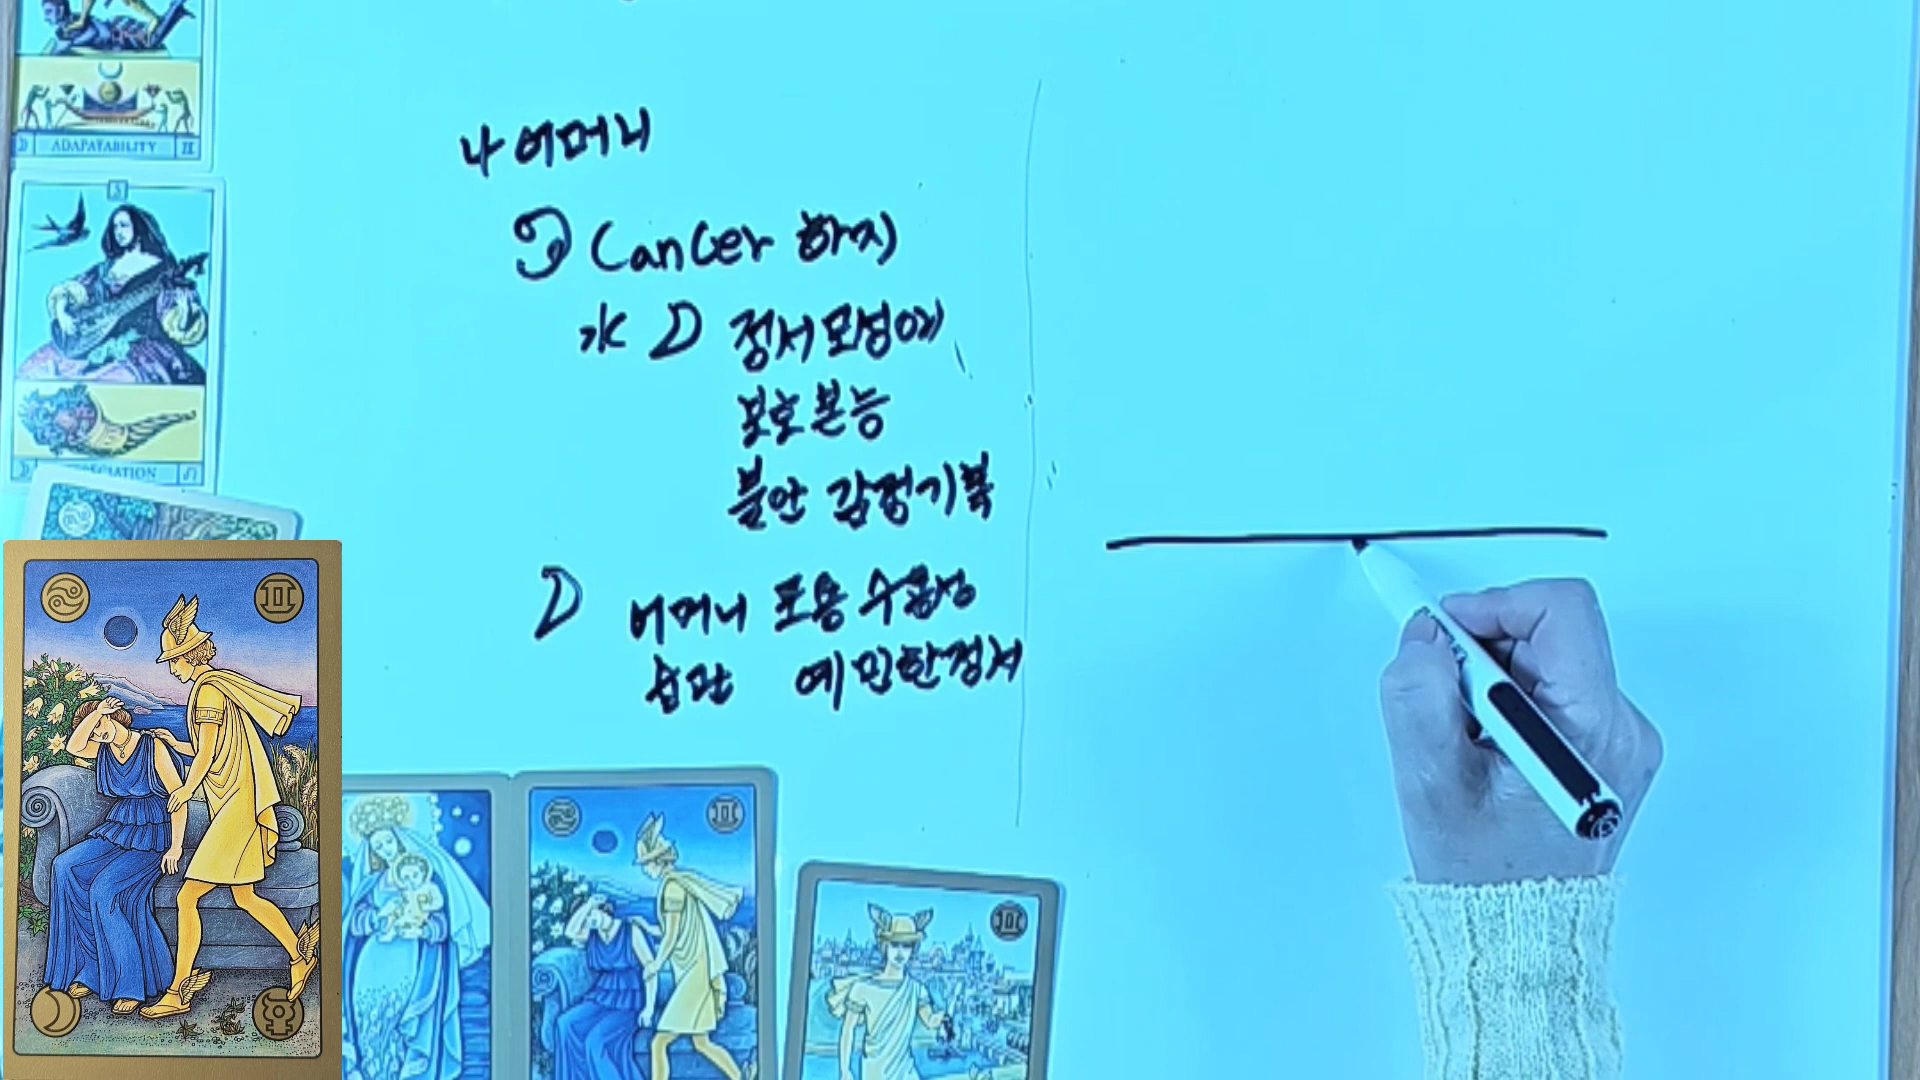 ADAPATABILITY
나 어머니
Cancer 하지
水 정서 모성애
보호본능
불안 감정기복
어머니 포용 수용성
습관 예민한정서